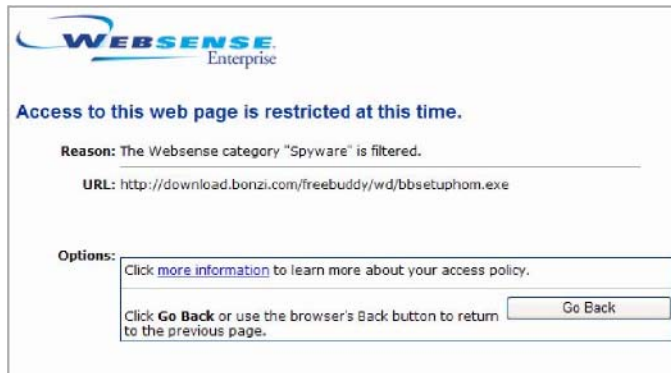 WEBSENSE.
Enterprise
Access to this web page is restricted at this time.
Reason: The Websense category "Spyware" is filtered.
URL: http://download.bonzi.com/freebuddy/wd/bbsetuphom.exe
Options:
Click more information to learn more about your access policy.
Click Go Back or use the browser's Back button to return
to the previous page.
Go Back